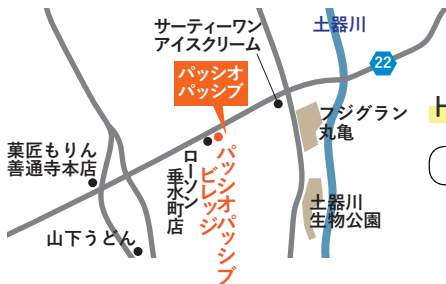 サーティーワン
アイスクリーム
土器川
22
パッシオ
パッシブ
フジグラン
丸亀
菓匠もりん
善通寺本店
ローソン
垂水町店
パッシオパッシブ
ビレッジ
土器川
生物公園
山下うどん
H